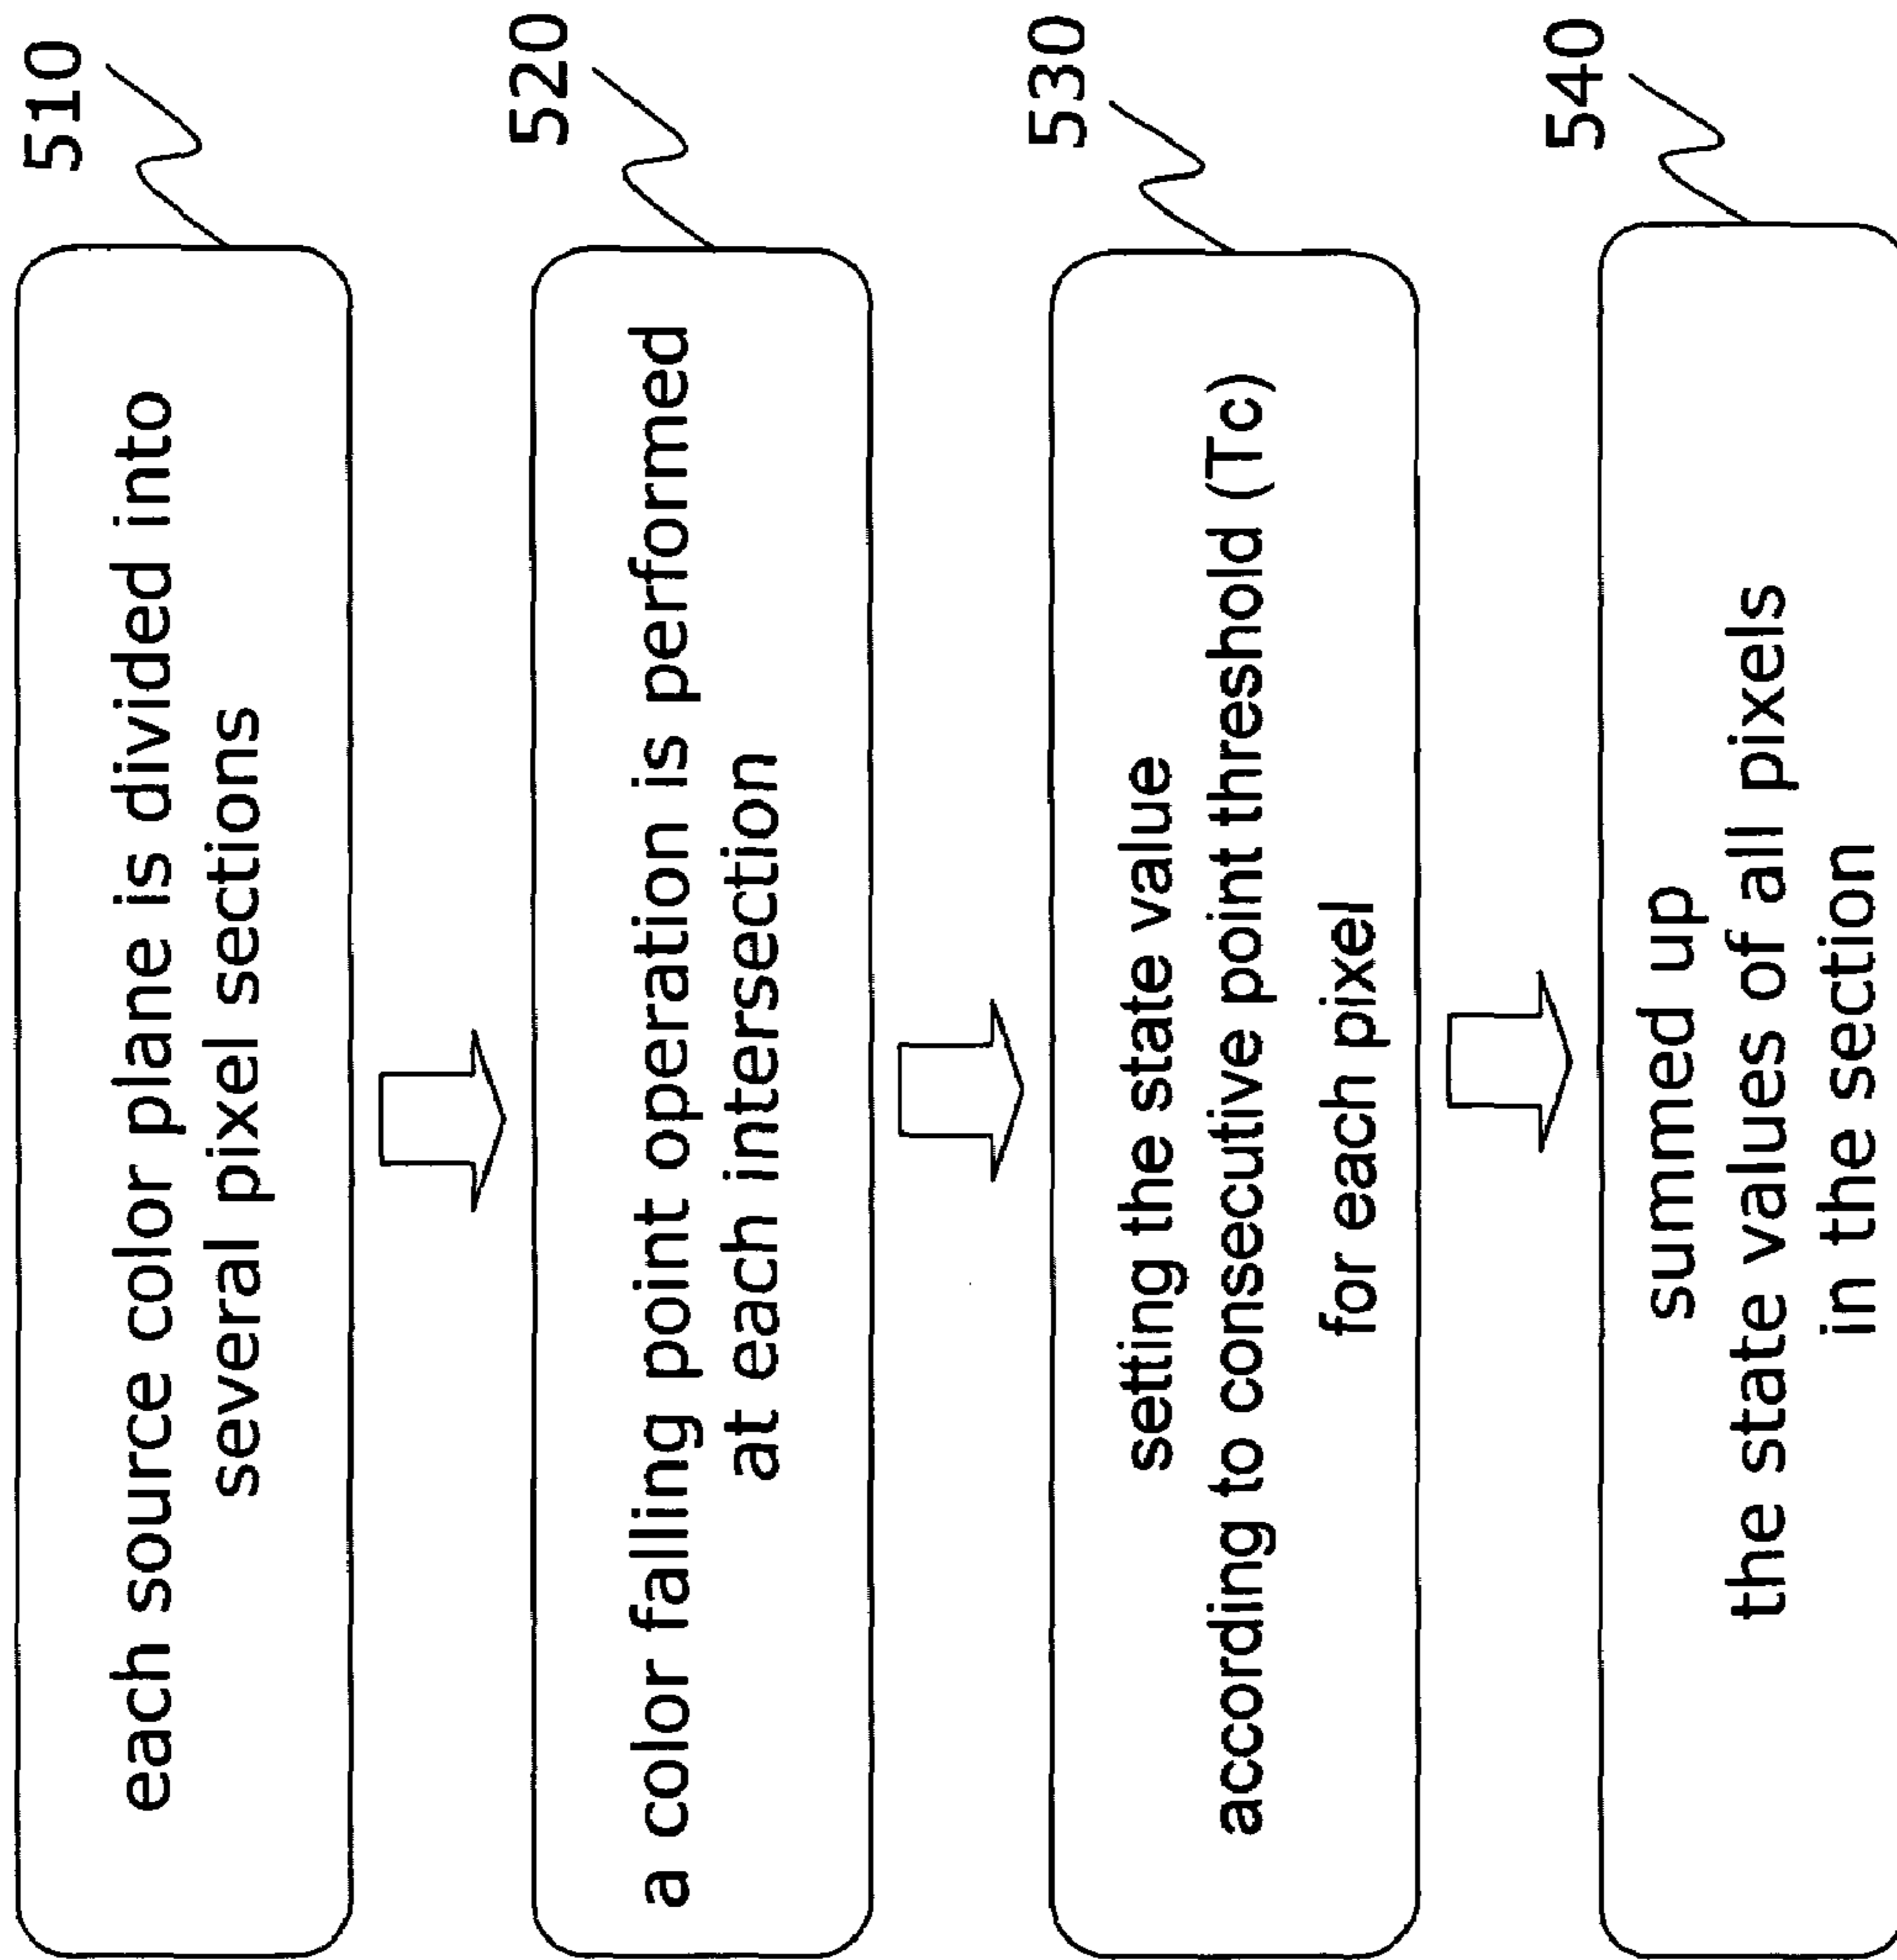 510
each source color plane is divided into
several pixel sections
520
a color falling point operation is performed
at each intersection
530
setting the state value
according to consecutive point threshold (Tc)
for each pixel
540
summed up
the state values of all pixels
in the section